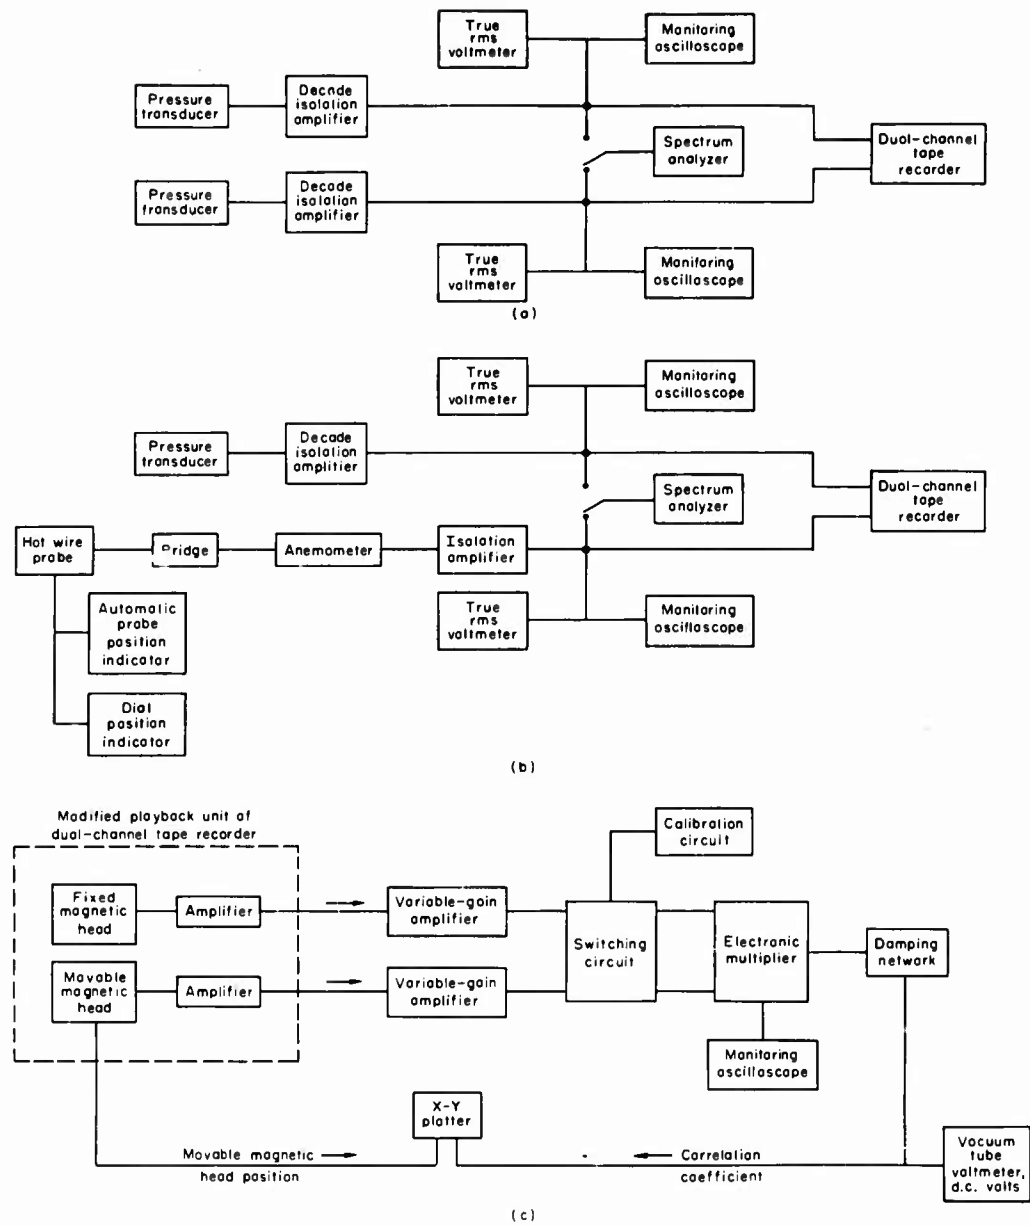 True
rms
voltmeter
Monitoring
oscilloscope
Pressure
transducer
Decade
isolation
amplifier
Spectrum
analyzer
Dual-channel
tape
recorder
Pressure
transducer
Decade
isolation
amplifier
True
rms
voltmeter
Monitoring
oscilloscope
(a)
True
rms
voltmeter
Monitoring
oscilloscope
Pressure
transducer
Decade
isolation
amplifier
Spectrum
analyzer
Dual-channel
tape
recorder
Hot wire
probe
Bridge
Anemometer
Isolation
amplifier
Automatic
probe
position
indicator
True
rms
voltmeter
Monitoring
oscilloscope
Dial
position
indicator
(b)
Modified playback unit of
dual-channel tape recorder
Calibration
circuit
Fixed
magnetic
head
Amplifier
Variable-gain
amplifier
Switching
circuit
Electronic
multiplier
Damping
network
Movable
magnetic
head
Amplifier
Variable-gain
amplifier
Monitoring
oscilloscope
X-Y
plotter
Movable magnetic
head position
Correlation
coefficient
Vacuum
tube
voltmeter,
d.c. volts
(c)